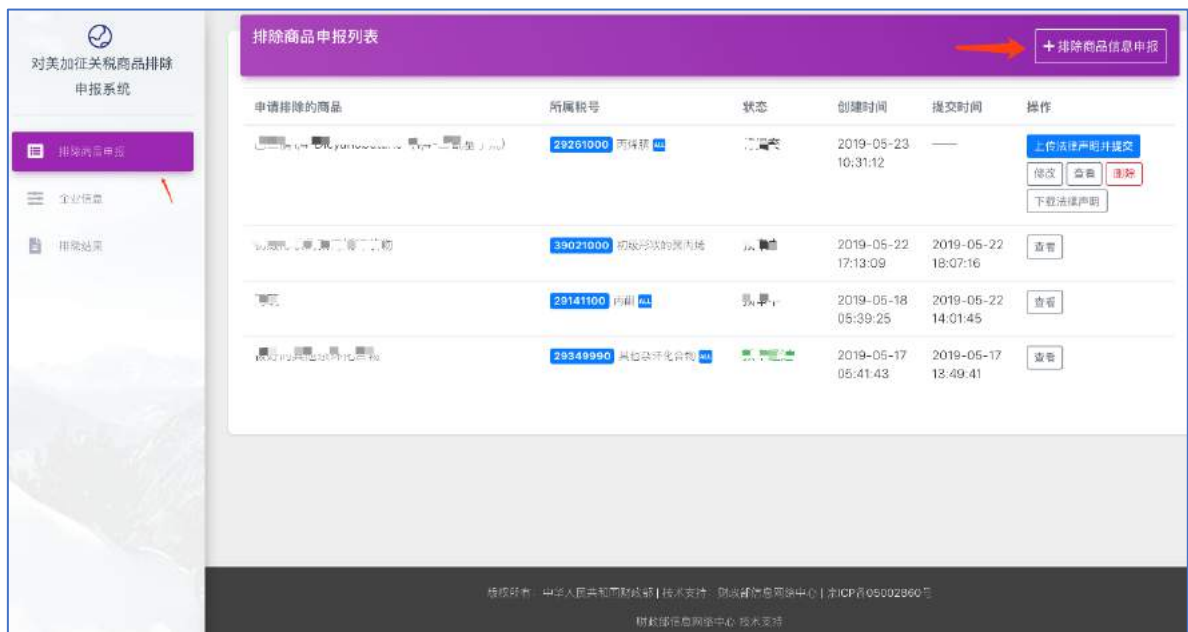 对美加征关税商品排除
申报系统
排除商品申报
企业信息
排除结果
排除商品申报列表
+排除商品信息申报
申请排除的商品 所属税号 状态 创建时间 提交时间 操作
29261000 丙烯腈 ALL 2019-05-23 —— 上传法律声明并提交
10:31:12 修改 查看 删除
下载法律声明
39021000 初级形状的聚丙烯 2019-05-22 2019-05-22 查看
17:13:09 18:07:16
29141100 丙酮 ALL 2019-05-18 2019-05-22 查看
05:39:25 14:01:45
29349990 其他杂环化合物 ALL 2019-05-17 2019-05-17 查看
05:41:43 13:49:41
版权所有：中华人民共和国财政部 | 技术支持：财政部信息网络中心 | 京ICP备05002860号
财政部信息网络中心 技术支持